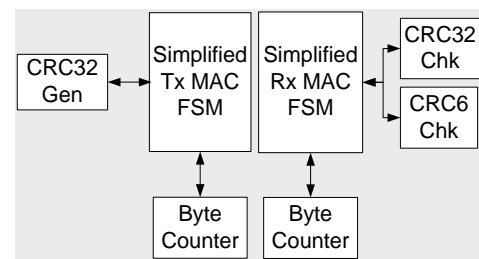 CRC32
Gen
Simplified
Tx MAC
FSM
Simplified
Rx MAC
FSM
CRC32
Chk
CRC6
Chk
Byte
Counter
Byte
Counter